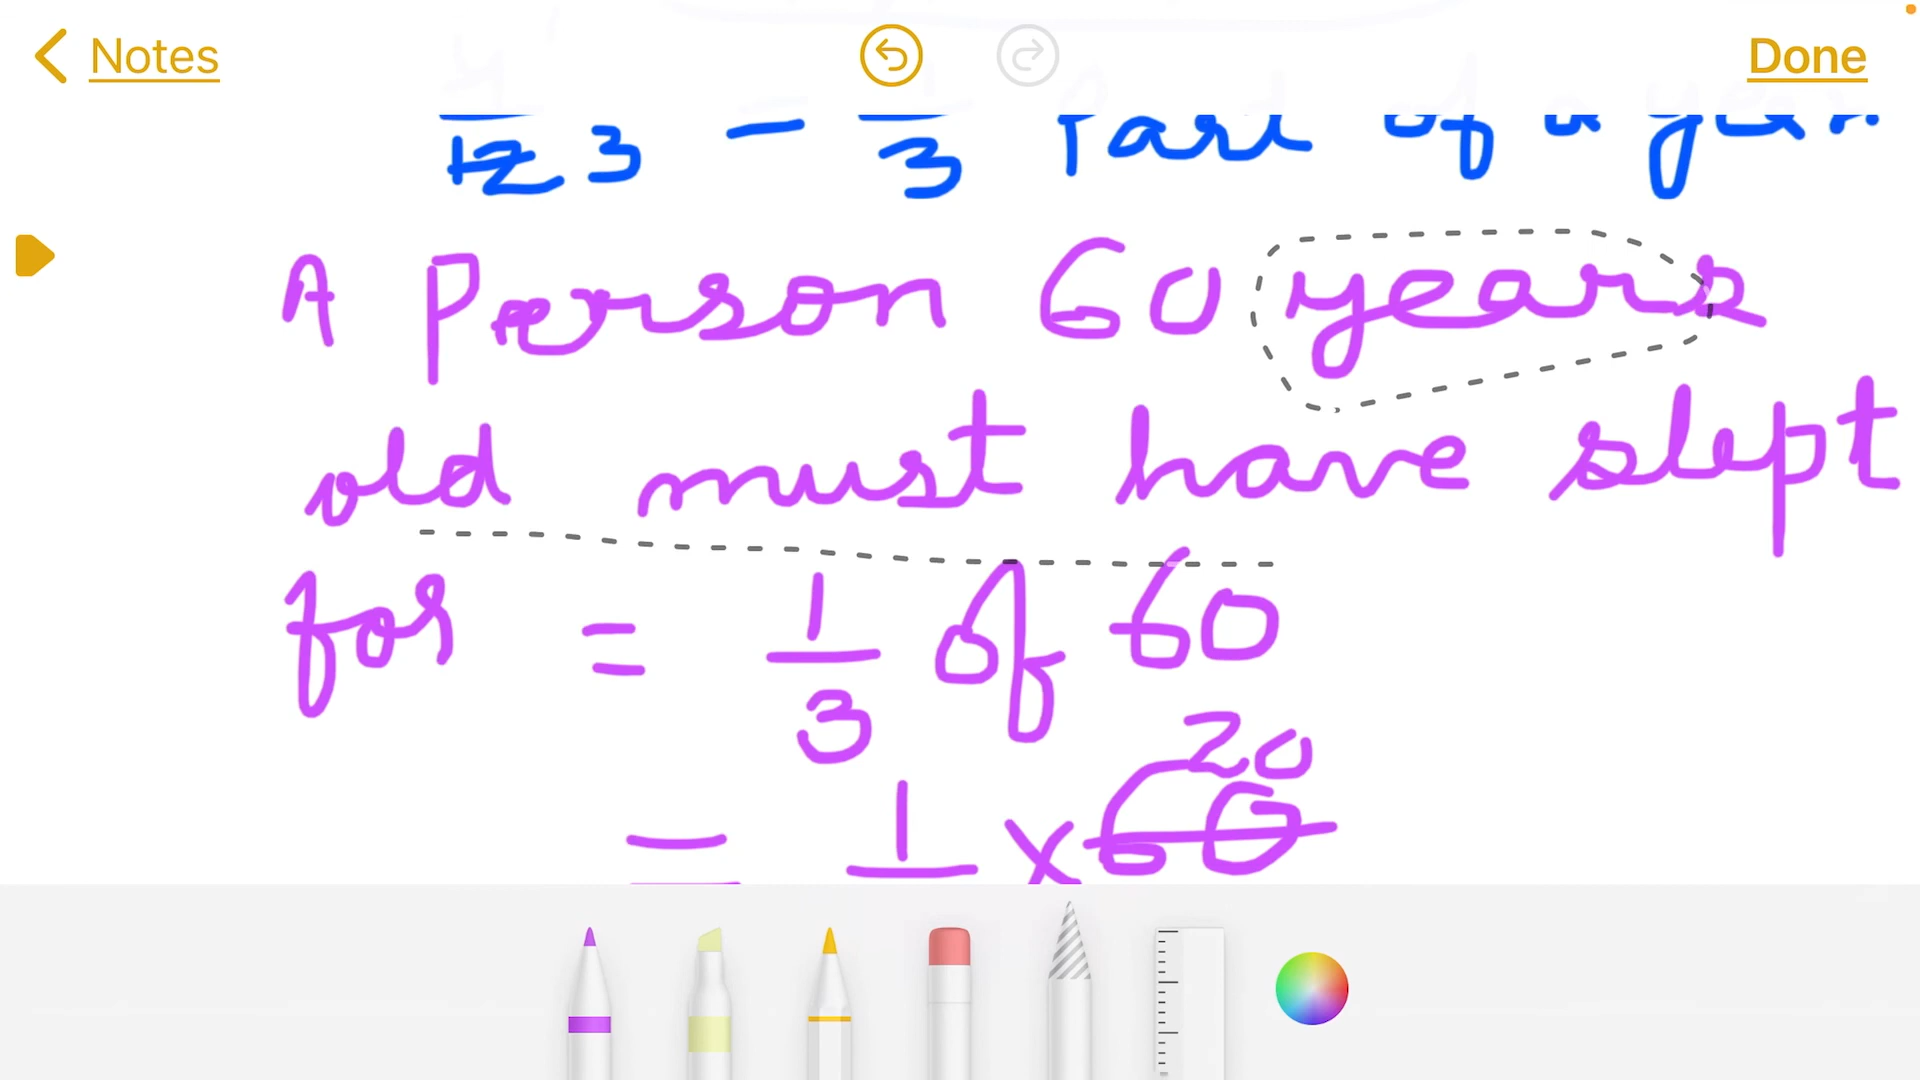 Notes
Done
12 3 - 3 Part of a year
A Person 60 years
old must have slept
for = 1/3 of 60
20
= 1 × 60